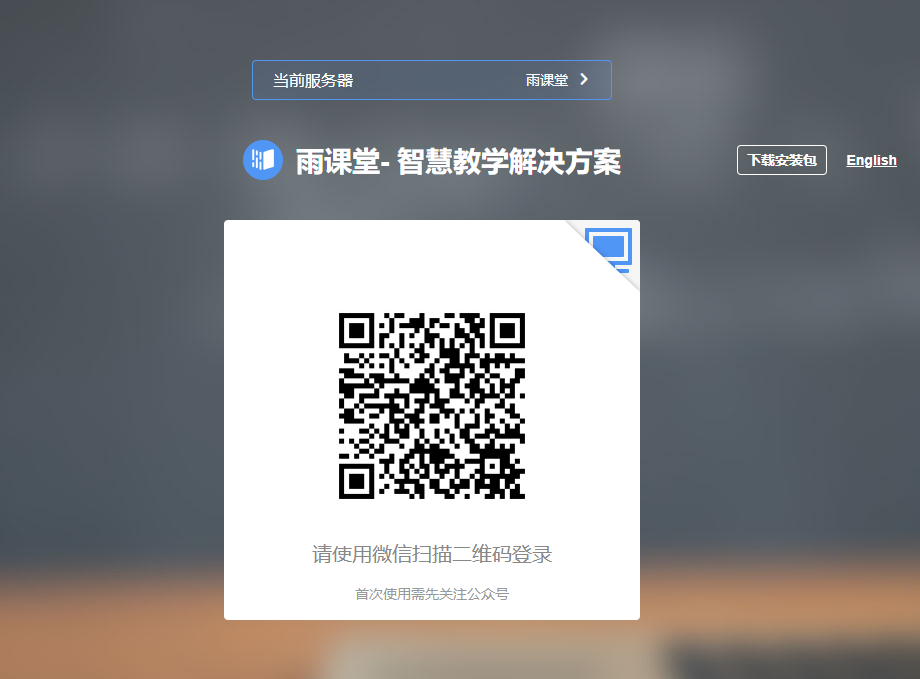 当前服务器 雨课堂
雨课堂- 智慧教学解决方案
下载安装包 English
请使用微信扫描二维码登录
首次使用需先关注公众号